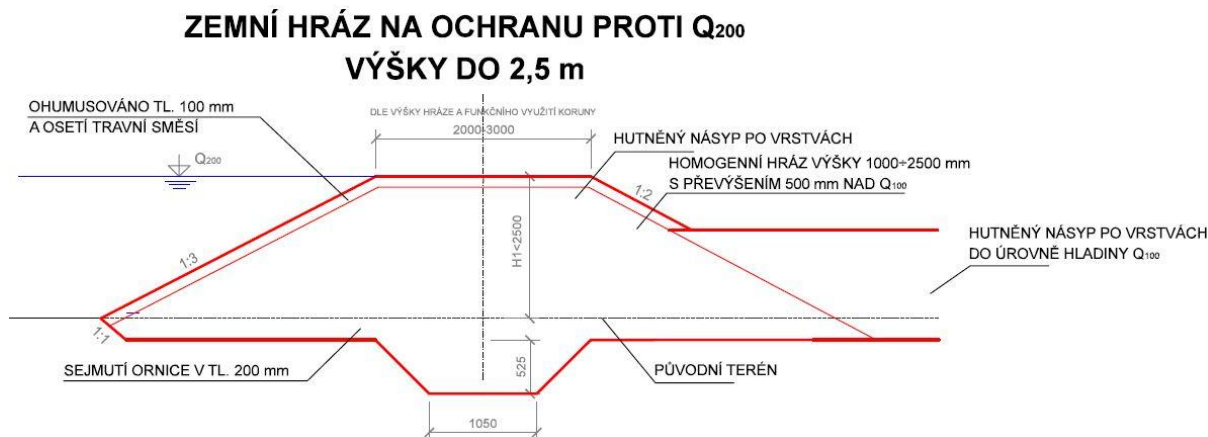 ZEMNÍ HRÁZ NA OCHRANU PROTI Q200
VÝŠKY DO 2,5 m
OHUMUSOVÁNO TL. 100 mm
A OSETÍ TRAVNÍ SMĚSÍ
DLE VÝŠKY HRÁZE A FUNKČNÍHO VYUŽITÍ KORUNY
2000-3000
HUTNĚNÝ NÁSYP PO VRSTVÁCH
Q200
HOMOGENNÍ HRÁZ VÝŠKY 1000÷2500 mm
S PŘEVÝŠENÍM 500 mm NAD Q100
1:2
HUTNĚNÝ NÁSYP PO VRSTVÁCH
DO ÚROVNĚ HLADINY Q100
H1<2500
1:3
1:1
SEJMUTÍ ORNICE V TL. 200 mm
525
PŮVODNÍ TERÉN
1050